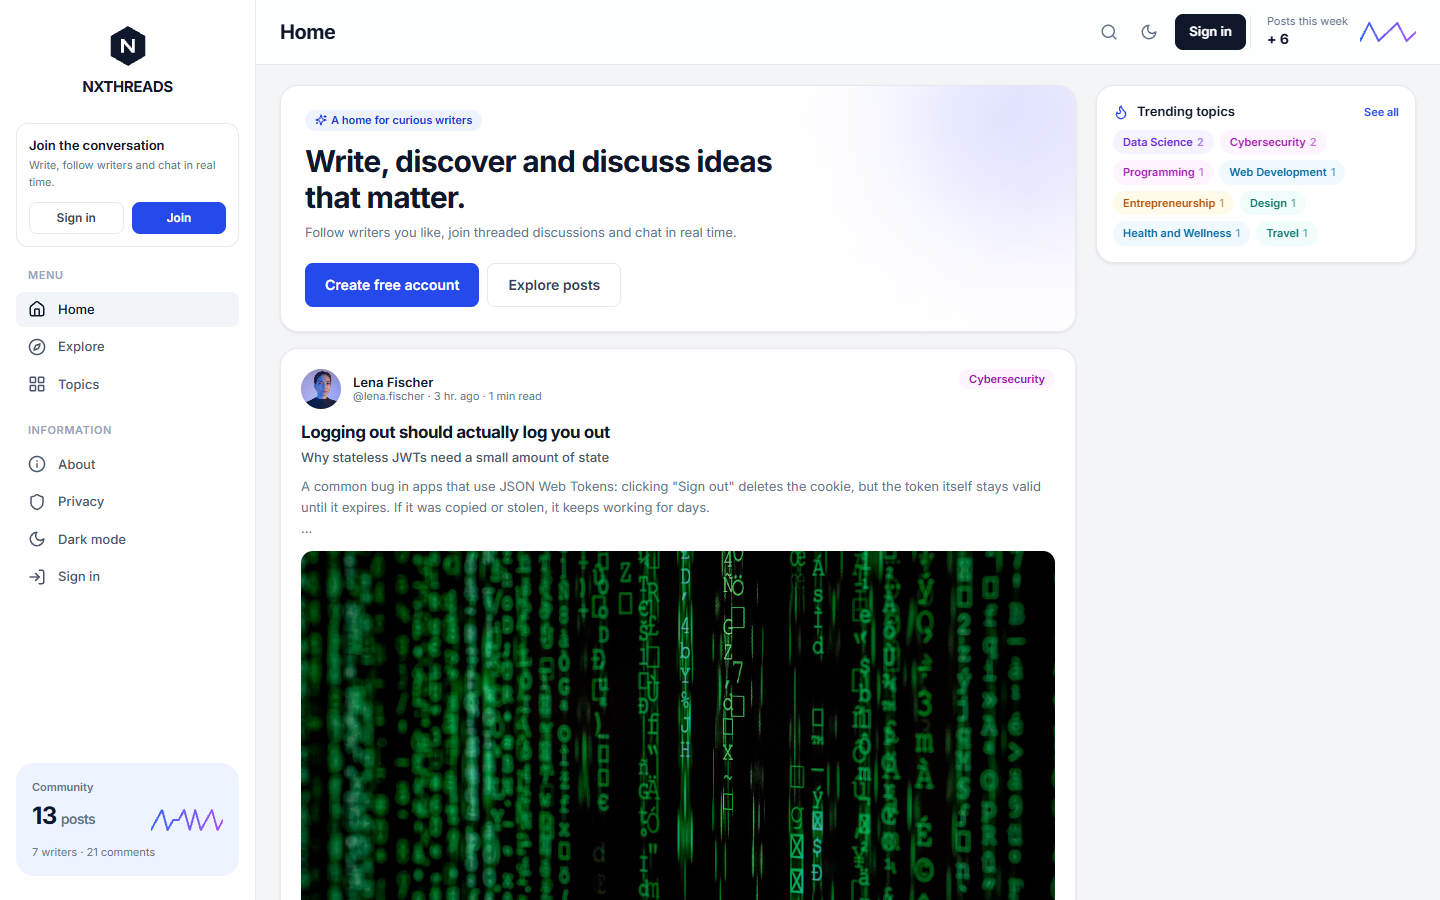 N
NXTHREADS
Join the conversation
Write, follow writers and chat in real
time.
Sign in
Join
MENU
Home
Explore
Topics
INFORMATION
About
Privacy
Dark mode
Sign in
Community
13 posts
7 writers · 21 comments
Home
Sign in
Posts this week
+ 6
A home for curious writers
Write, discover and discuss ideas
that matter.
Follow writers you like, join threaded discussions and chat in real time.
Create free account
Explore posts
Lena Fischer
@lena.fischer · 3 hr. ago · 1 min read
Cybersecurity
Logging out should actually log you out
Why stateless JWTs need a small amount of state
A common bug in apps that use JSON Web Tokens: clicking "Sign out" deletes the cookie, but the token itself stays valid
until it expires. If it was copied or stolen, it keeps working for days.
...
Trending topics
See all
Data Science 2
Cybersecurity 2
Programming 1
Web Development 1
Entrepreneurship 1
Design 1
Health and Wellness 1
Travel 1